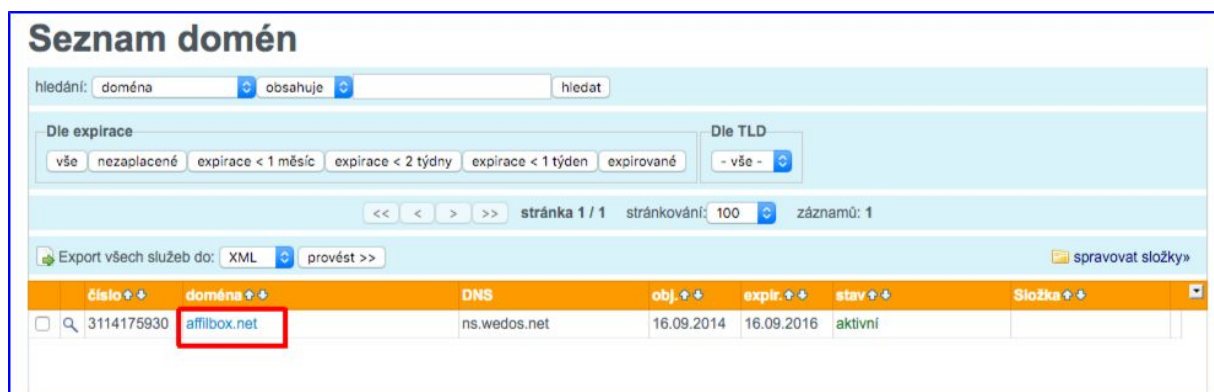 Seznam domén
hledání: doména obsahuje hledat
Dle expirace Dle TLD
vše nezaplacené expirace < 1 měsíc expirace < 2 týdny expirace < 1 týden expirované - vše -
<< < > >> stránka 1 / 1 stránkování: 100 záznamů: 1
Export všech služeb do: XML provést >> spravovat složky»
číslo doména DNS obj. expir. stav Složka
3114175930 affilbox.net ns.wedos.net 16.09.2014 16.09.2016 aktivní